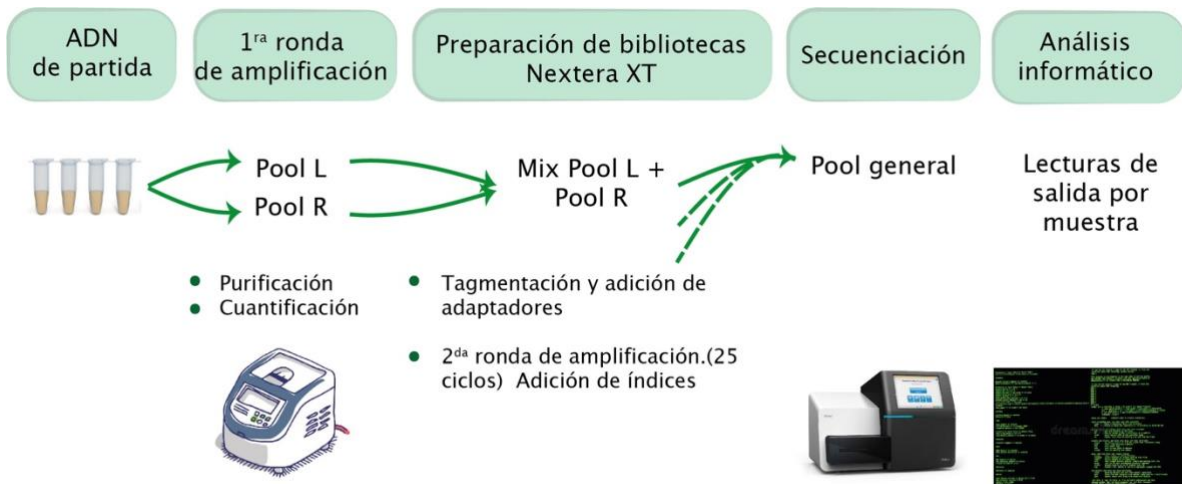 ADN
de partida
1ra ronda
de amplificación
Preparación de bibliotecas
Nextera XT
Secuenciación
Análisis
informático
Pool L
Pool R
Mix Pool L +
Pool R
Pool general
Lecturas de
salida por
muestra
● Purificación
● Cuantificación
● Tagmentación y adición de
adaptadores
● 2da ronda de amplificación.(25
ciclos)  Adición de índices